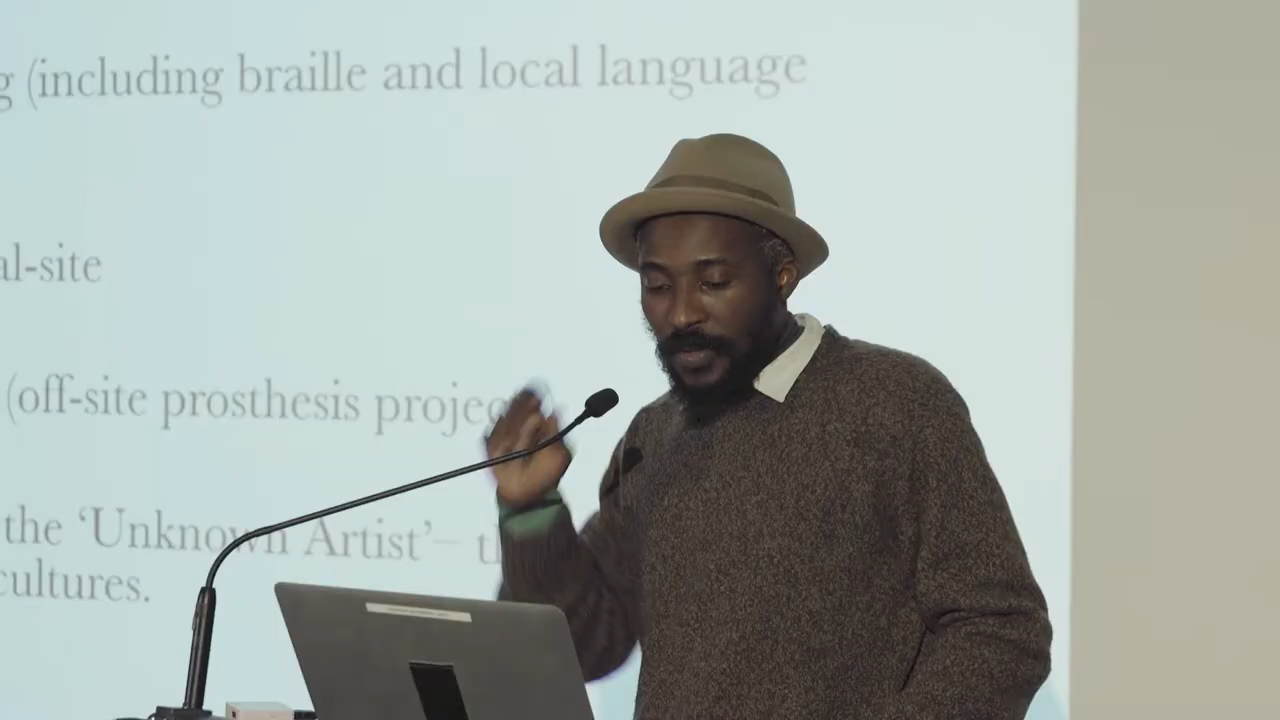 (including braille and local language
al-site
(off-site prosthesis projec
the ‘Unknown Artist’–
cultures.